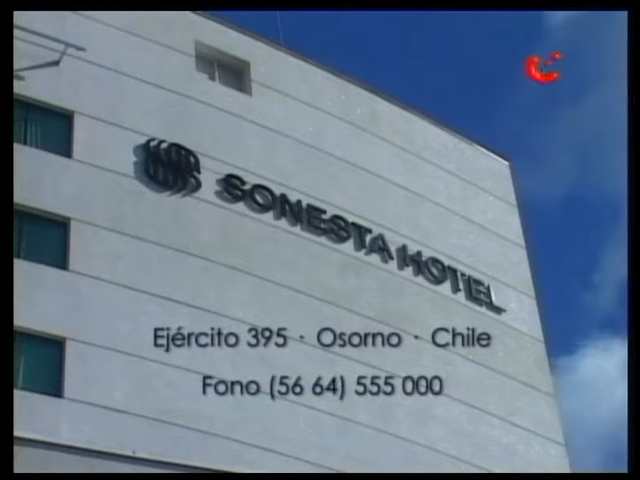 SONESTA HOTEL
Ejército 395 · Osorno · Chile
Fono (56 64) 555 000